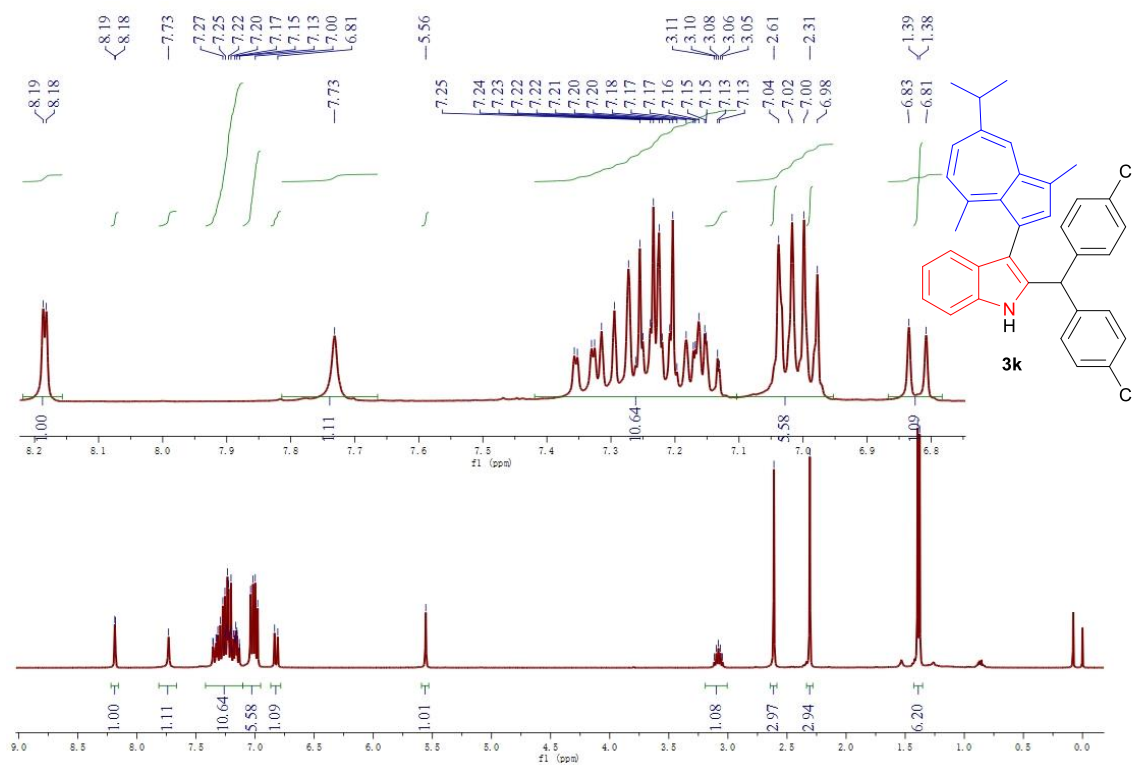 8.19 8.18 7.73 7.27 7.25 7.22 7.20 7.17 7.15 7.13 7.00 6.81 5.56 3.11 3.10 3.08 3.06 3.05 2.61 2.31 1.39 1.38
8.19 8.18 7.73 7.25 7.24 7.23 7.22 7.22 7.21 7.20 7.20 7.18 7.17 7.17 7.16 7.15 7.15 7.13 7.13 7.04 7.02 7.00 6.98 6.83 6.81
C
N
H
3k
C
1.00 1.11 10.64 5.58 1.09
8.2 8.1 8.0 7.9 7.8 7.7 7.6 7.5 7.4 7.3 7.2 7.1 7.0 6.9 6.8
f1 (ppm)
1.00 1.11 10.64 5.58 1.09 1.01 1.08 2.97 2.94 6.20
9.0 8.5 8.0 7.5 7.0 6.5 6.0 5.5 5.0 4.5 4.0 3.5 3.0 2.5 2.0 1.5 1.0 0.5 0.0
f1 (ppm)